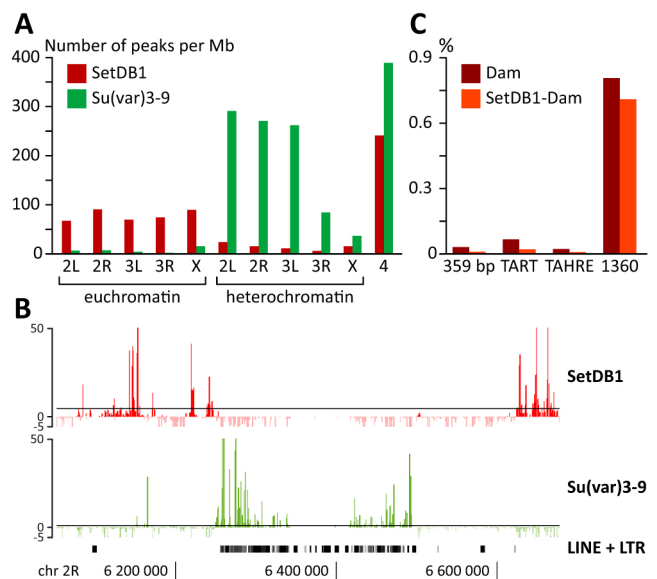 A
Number of peaks per Mb
400
300
200
100
0
SetDB1
Su(var)3-9
2L 2R 3L 3R X 2L 2R 3L 3R X 4
euchromatin heterochromatin
C
%
0.9
0.6
0.3
0
Dam
SetDB1-Dam
359 bp TART TAHRE 1360
B
50
0
-5
SetDB1
50
0
-5
Su(var)3-9
LINE + LTR
chr 2R 6 200 000 6 400 000 6 600 000